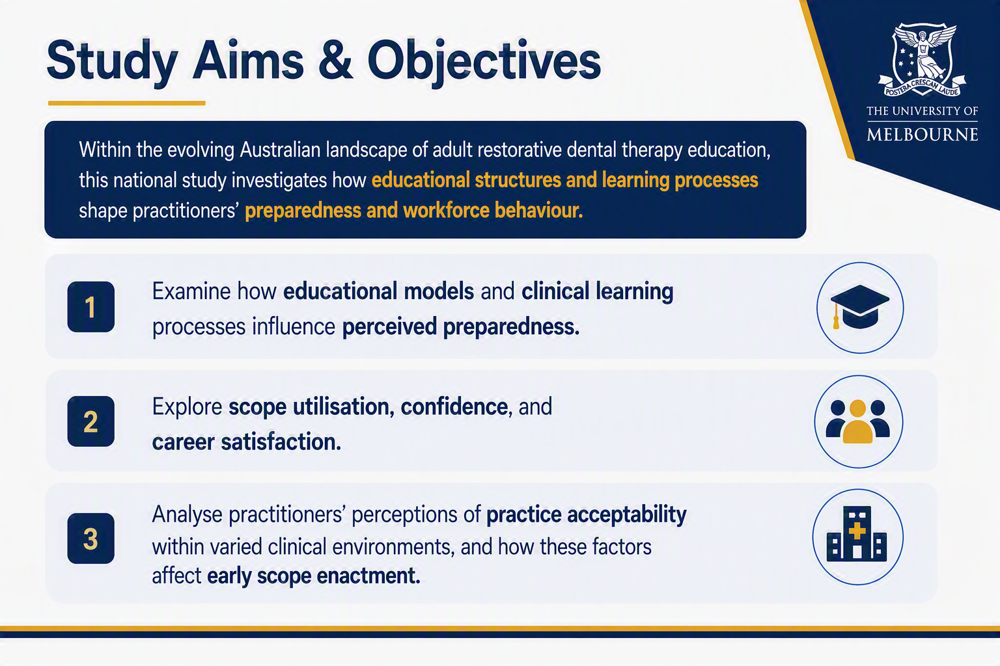 Study Aims & Objectives
POSTERA CRESCAM LAUDE
THE UNIVERSITY OF
MELBOURNE
Within the evolving Australian landscape of adult restorative dental therapy education,
this national study investigates how educational structures and learning processes
shape practitioners’ preparedness and workforce behaviour.
1
Examine how educational models and clinical learning
processes influence perceived preparedness.
2
Explore scope utilisation, confidence, and
career satisfaction.
3
Analyse practitioners’ perceptions of practice acceptability
within varied clinical environments, and how these factors
affect early scope enactment.